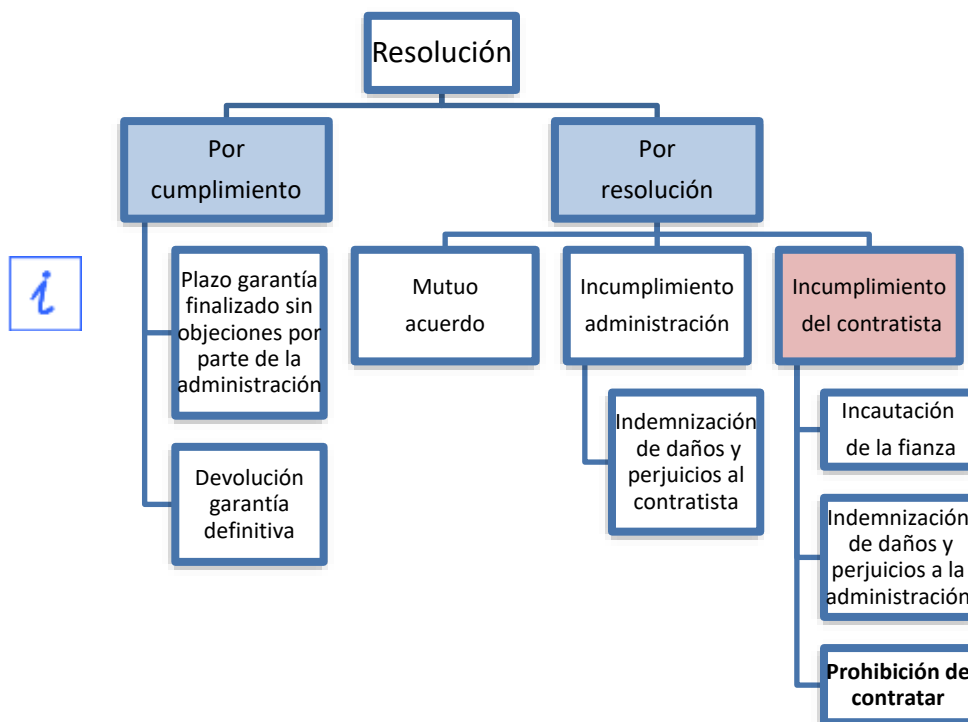 Resolución
Por
cumplimiento
Por
resolución
Plazo garantía
finalizado sin
objeciones por
parte de la
administración
Devolución
garantía
definitiva
Mutuo
acuerdo
Incumplimiento
administración
Indemnización
de daños y
perjuicios al
contratista
Incumplimiento
del contratista
Incautación
de la fianza
Indemnización
de daños y
perjuicios a la
administración
Prohibición de
contratar
i